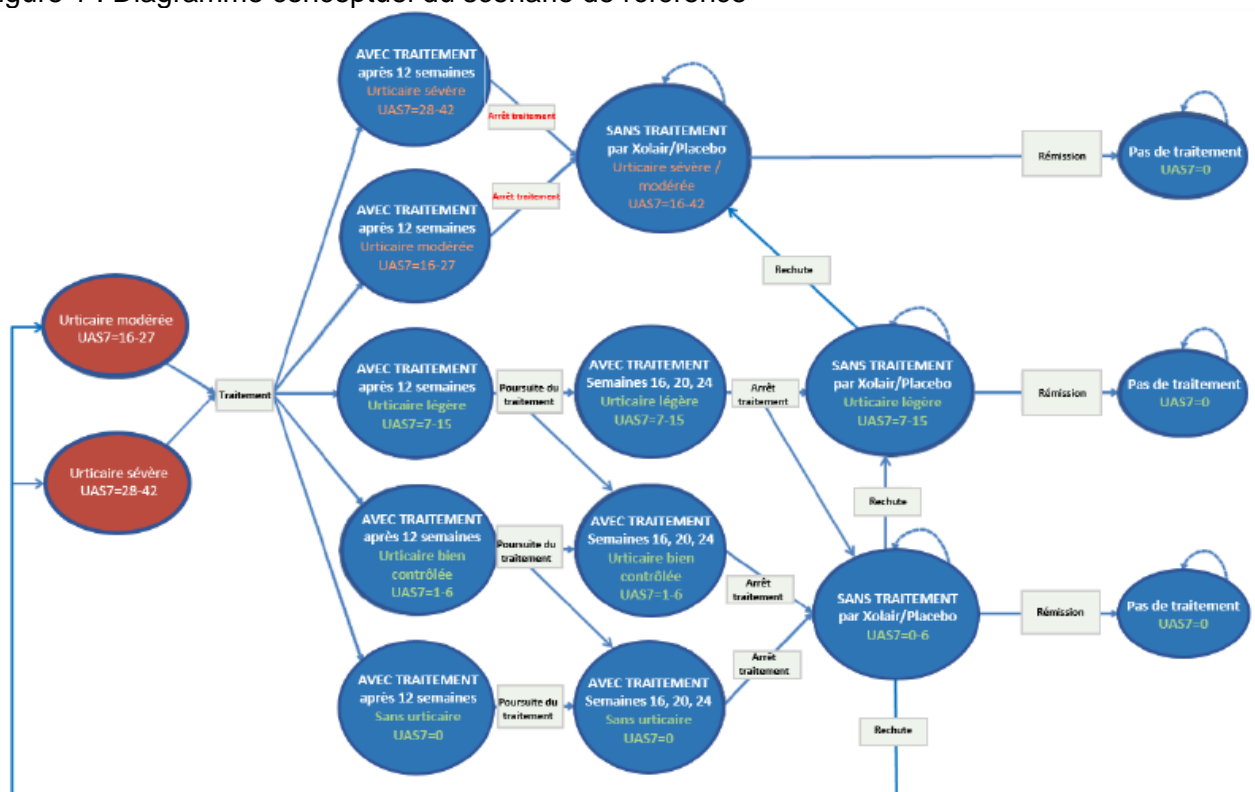 igure 1 : Diagramme conceptuel du scénario de référence
AVEC TRAITEMENT
après 12 semaines
Urticaire sévère
UAS7=28-42
Arrêt traitement
SANS TRAITEMENT
par Xolair/Placebo
Urticaire sévère /
modérée
UAS7=16-42
Rémission
Pas de traitement
UAS7=0
Arrêt traitement
AVEC TRAITEMENT
après 12 semaines
Urticaire modérée
UAS7=16-27
Rechute
Urticaire modérée
UAS7=16-27
Traitement
Urticaire sévère
UAS7=28-42
AVEC TRAITEMENT
après 12 semaines
Urticaire légère
UAS7=7-15
Poursuite du
traitement
AVEC TRAITEMENT
Semaines 16, 20, 24
Urticaire légère
UAS7=7-15
Arrêt
traitement
SANS TRAITEMENT
par Xolair/Placebo
Urticaire légère
UAS7=7-15
Rémission
Pas de traitement
UAS7=0
Rechute
AVEC TRAITEMENT
après 12 semaines
Urticaire bien
contrôlée
UAS7=1-6
Poursuite du
traitement
AVEC TRAITEMENT
Semaines 16, 20, 24
Urticaire bien
contrôlée
UAS7=1-6
Arrêt
traitement
SANS TRAITEMENT
par Xolair/Placebo
UAS7=0-6
Rémission
Pas de traitement
UAS7=0
Arrêt
traitement
AVEC TRAITEMENT
après 12 semaines
Sans urticaire
UAS7=0
Poursuite du
traitement
AVEC TRAITEMENT
Semaines 16, 20, 24
Sans urticaire
UAS7=0
Rechute